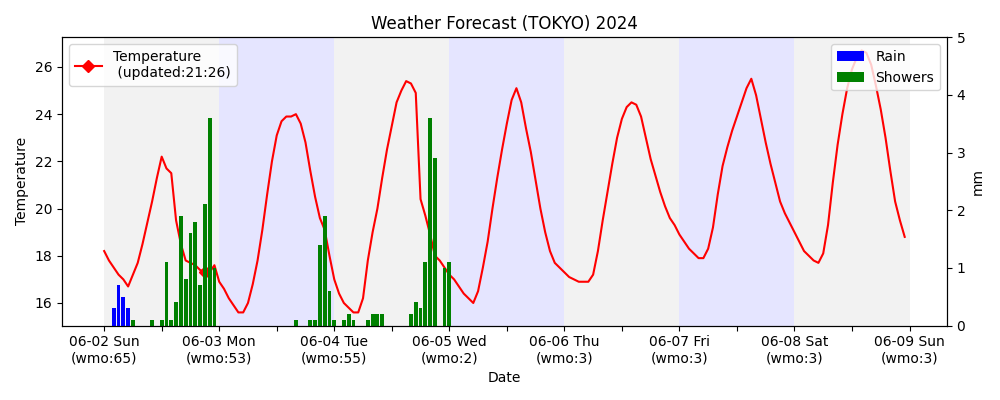 Weather Forecast (TOKYO) 2024
Temperature
(updated:21:26)
Rain
Showers
26
24
22
20
18
16
Temperature
5
4
3
2
1
0
mm
06-02 Sun 06-03 Mon 06-04 Tue 06-05 Wed 06-06 Thu 06-07 Fri 06-08 Sat 06-09 Sun
(wmo:65) (wmo:53) (wmo:55) (wmo:2) (wmo:3) (wmo:3) (wmo:3) (wmo:3)
Date